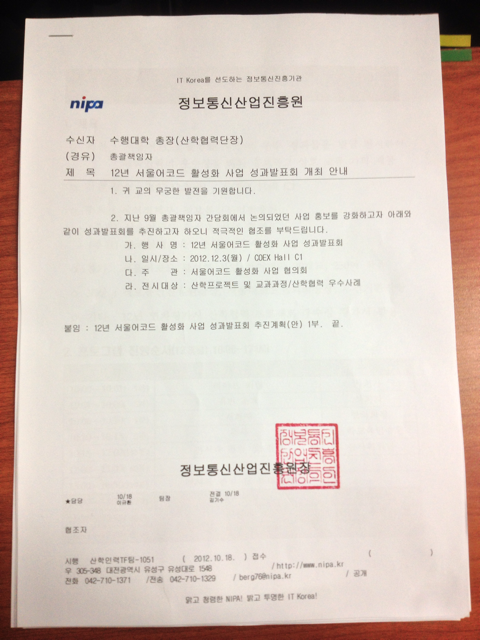 IT Korea를 선도하는 정보통신진흥기관
nipa 정보통신산업진흥원
수신자 수행대학 총장(산학협력단장)
(경유) 총괄책임자
제 목 12년 서울어코드 활성화 사업 성과발표회 개최 안내
1. 귀 교의 무궁한 발전을 기원합니다.
2. 지난 9월 총괄책임자 간담회에서 논의되었던 사업 홍보를 강화하고자 아래와
같이 성과발표회를 추진하고자 하오니 적극적인 협조를 부탁드립니다.
가. 행 사 명 : 12년 서울어코드 활성화 사업 성과발표회
나. 일시/장소 : 2012.12.3(월) / COEX Hall C1
다. 주 관 : 서울어코드 활성화 사업 협의회
라. 전시대상 : 산학프로젝트 및 교과과정/산학협력 우수사례
붙임 : 12년 서울어코드 활성화 사업 성과발표회 추진계획(안) 1부. 끝.
정보통신산업진흥원장
★담당 10/18 팀장 전결 10/18
협조자
시행 산학인력TF팀-1051 ( 2012.10.18. ) 접수 ( )
우 305-348 대전광역시 유성구 유성대로 1548 / http://www.nipa.kr
전화 042-710-1371 /전송 042-710-1329 / berg76@nipa.kr / 공개
맑고 청렴한 NIPA! 밝고 투명한 IT Korea!